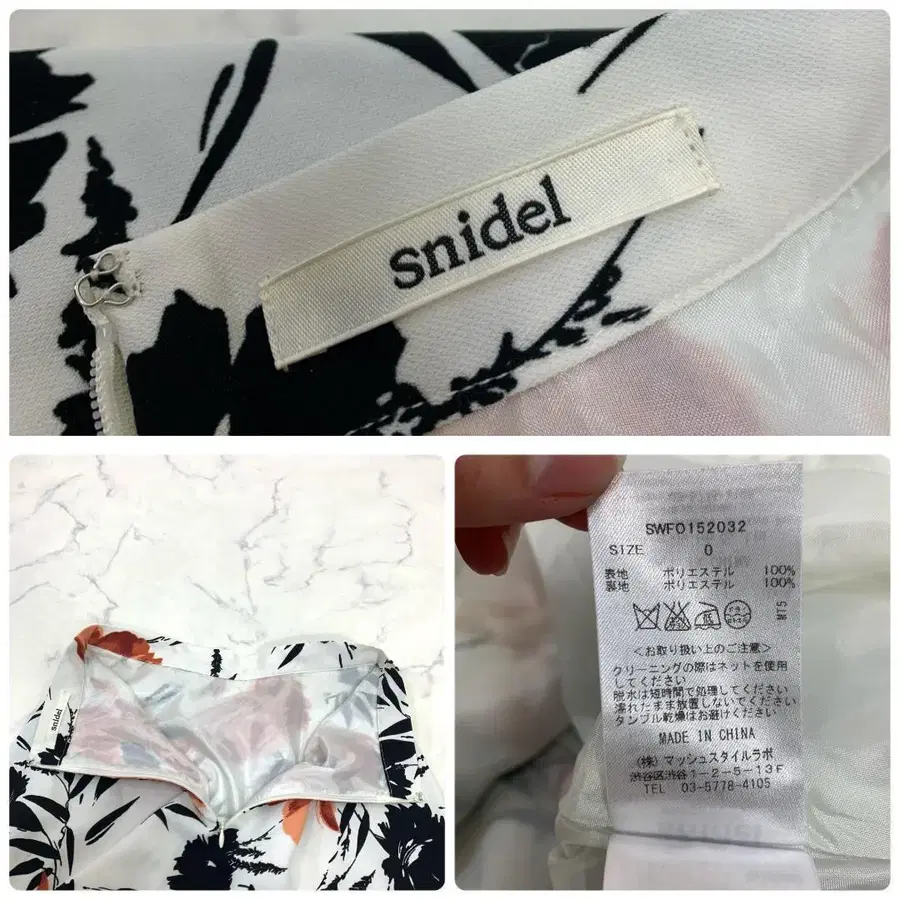 snidel
snidel
SWFO152032
SIZE 0
表地 ポリエステル 100%
裏地 ポリエステル 100%
MT5
<お取り扱い上のご注意>
クリーニングの際はネットを使用
してください
脱水は短時間で処理してください
濡れたまま放置しないでください
タンブル乾燥はお避けください
MADE IN CHINA
(株)マッシュスタイルラボ
渋谷区渋谷1-2-5-13F
TEL 03-5778-4105